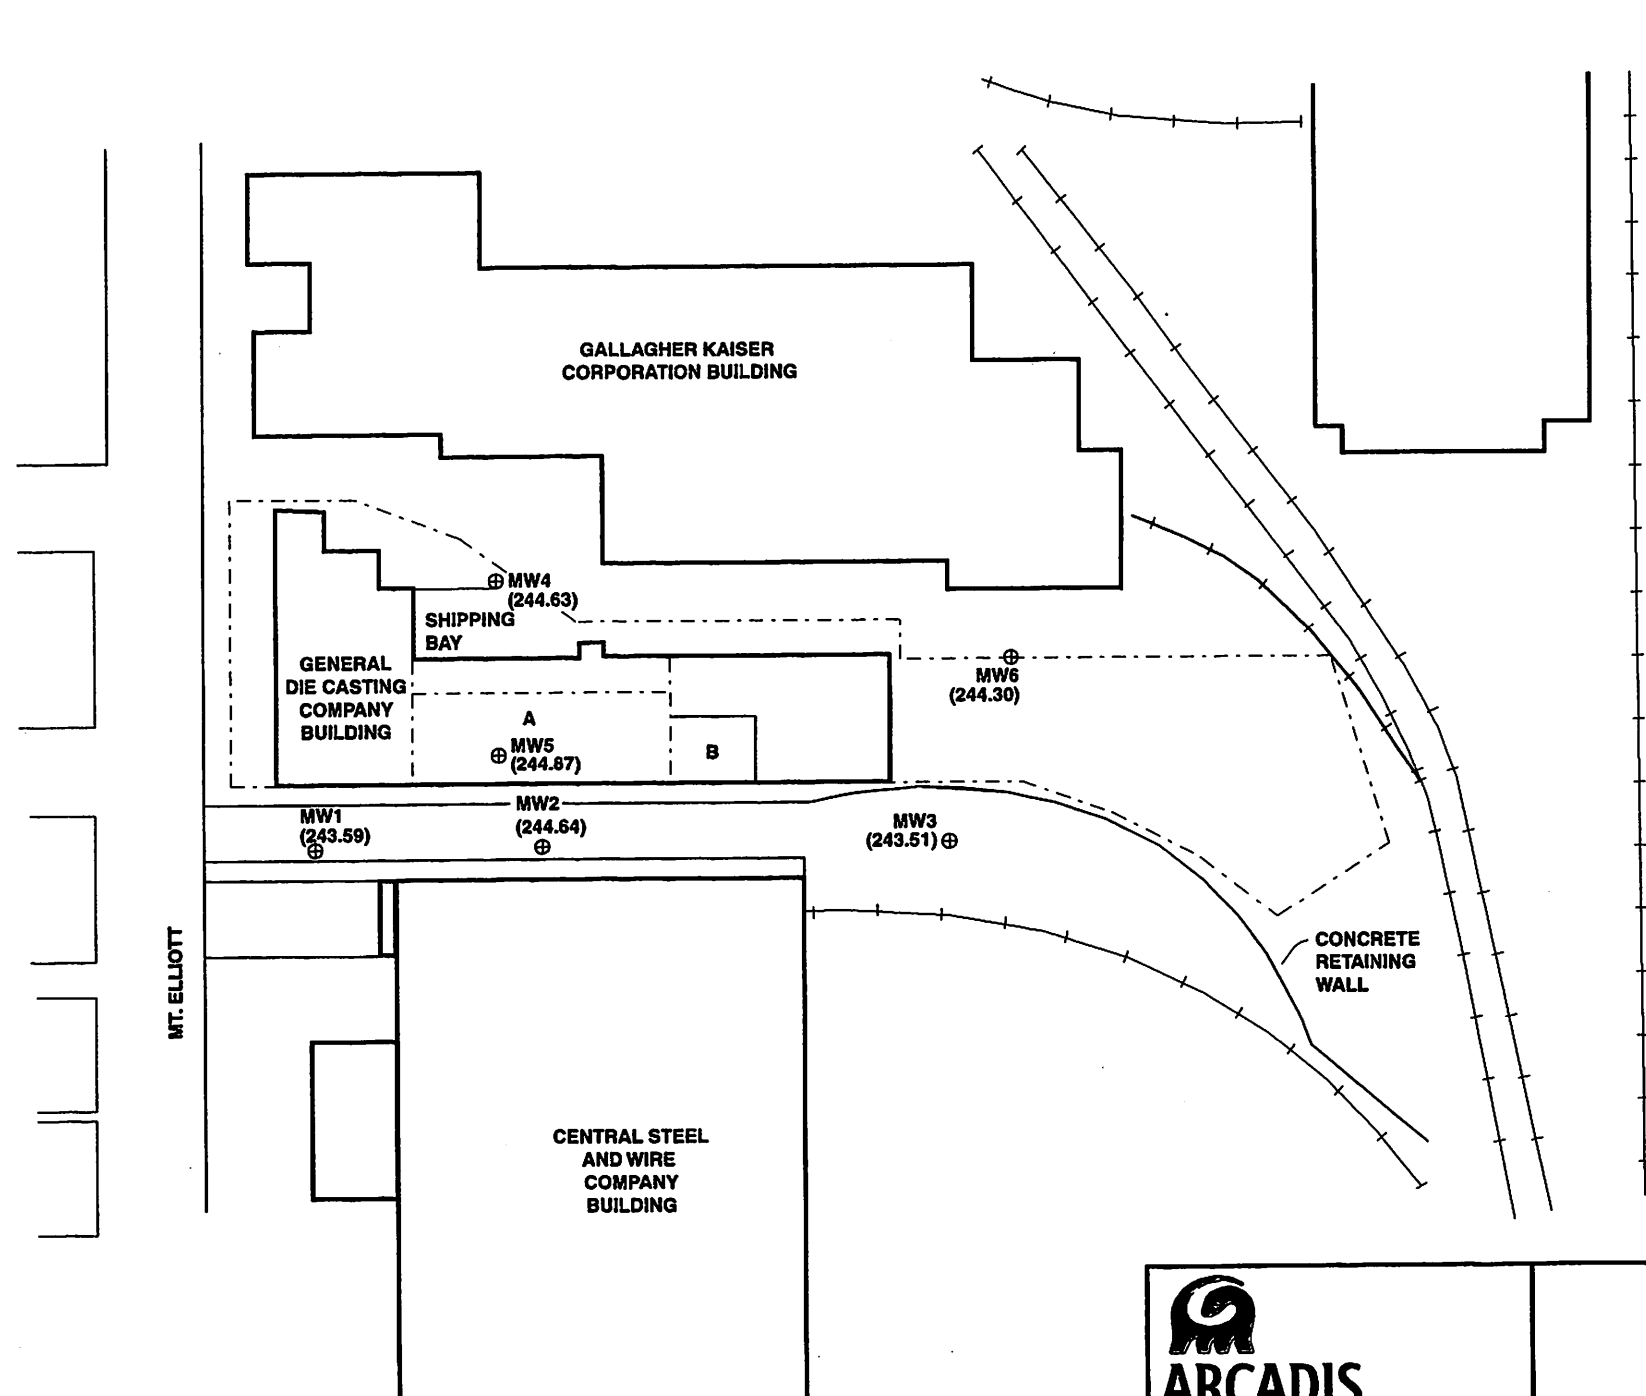 GALLAGHER KAISER
CORPORATION BUILDING
MW4
(244.63)
SHIPPING
BAY
GENERAL
DIE CASTING
COMPANY
BUILDING
A
MW5
(244.87)
B
MW6
(244.30)
MW1
(243.59)
MW2
(244.64)
MW3
(243.51)
CONCRETE
RETAINING
WALL
MT. ELLIOTT
CENTRAL STEEL
AND WIRE
COMPANY
BUILDING
ARCADIS